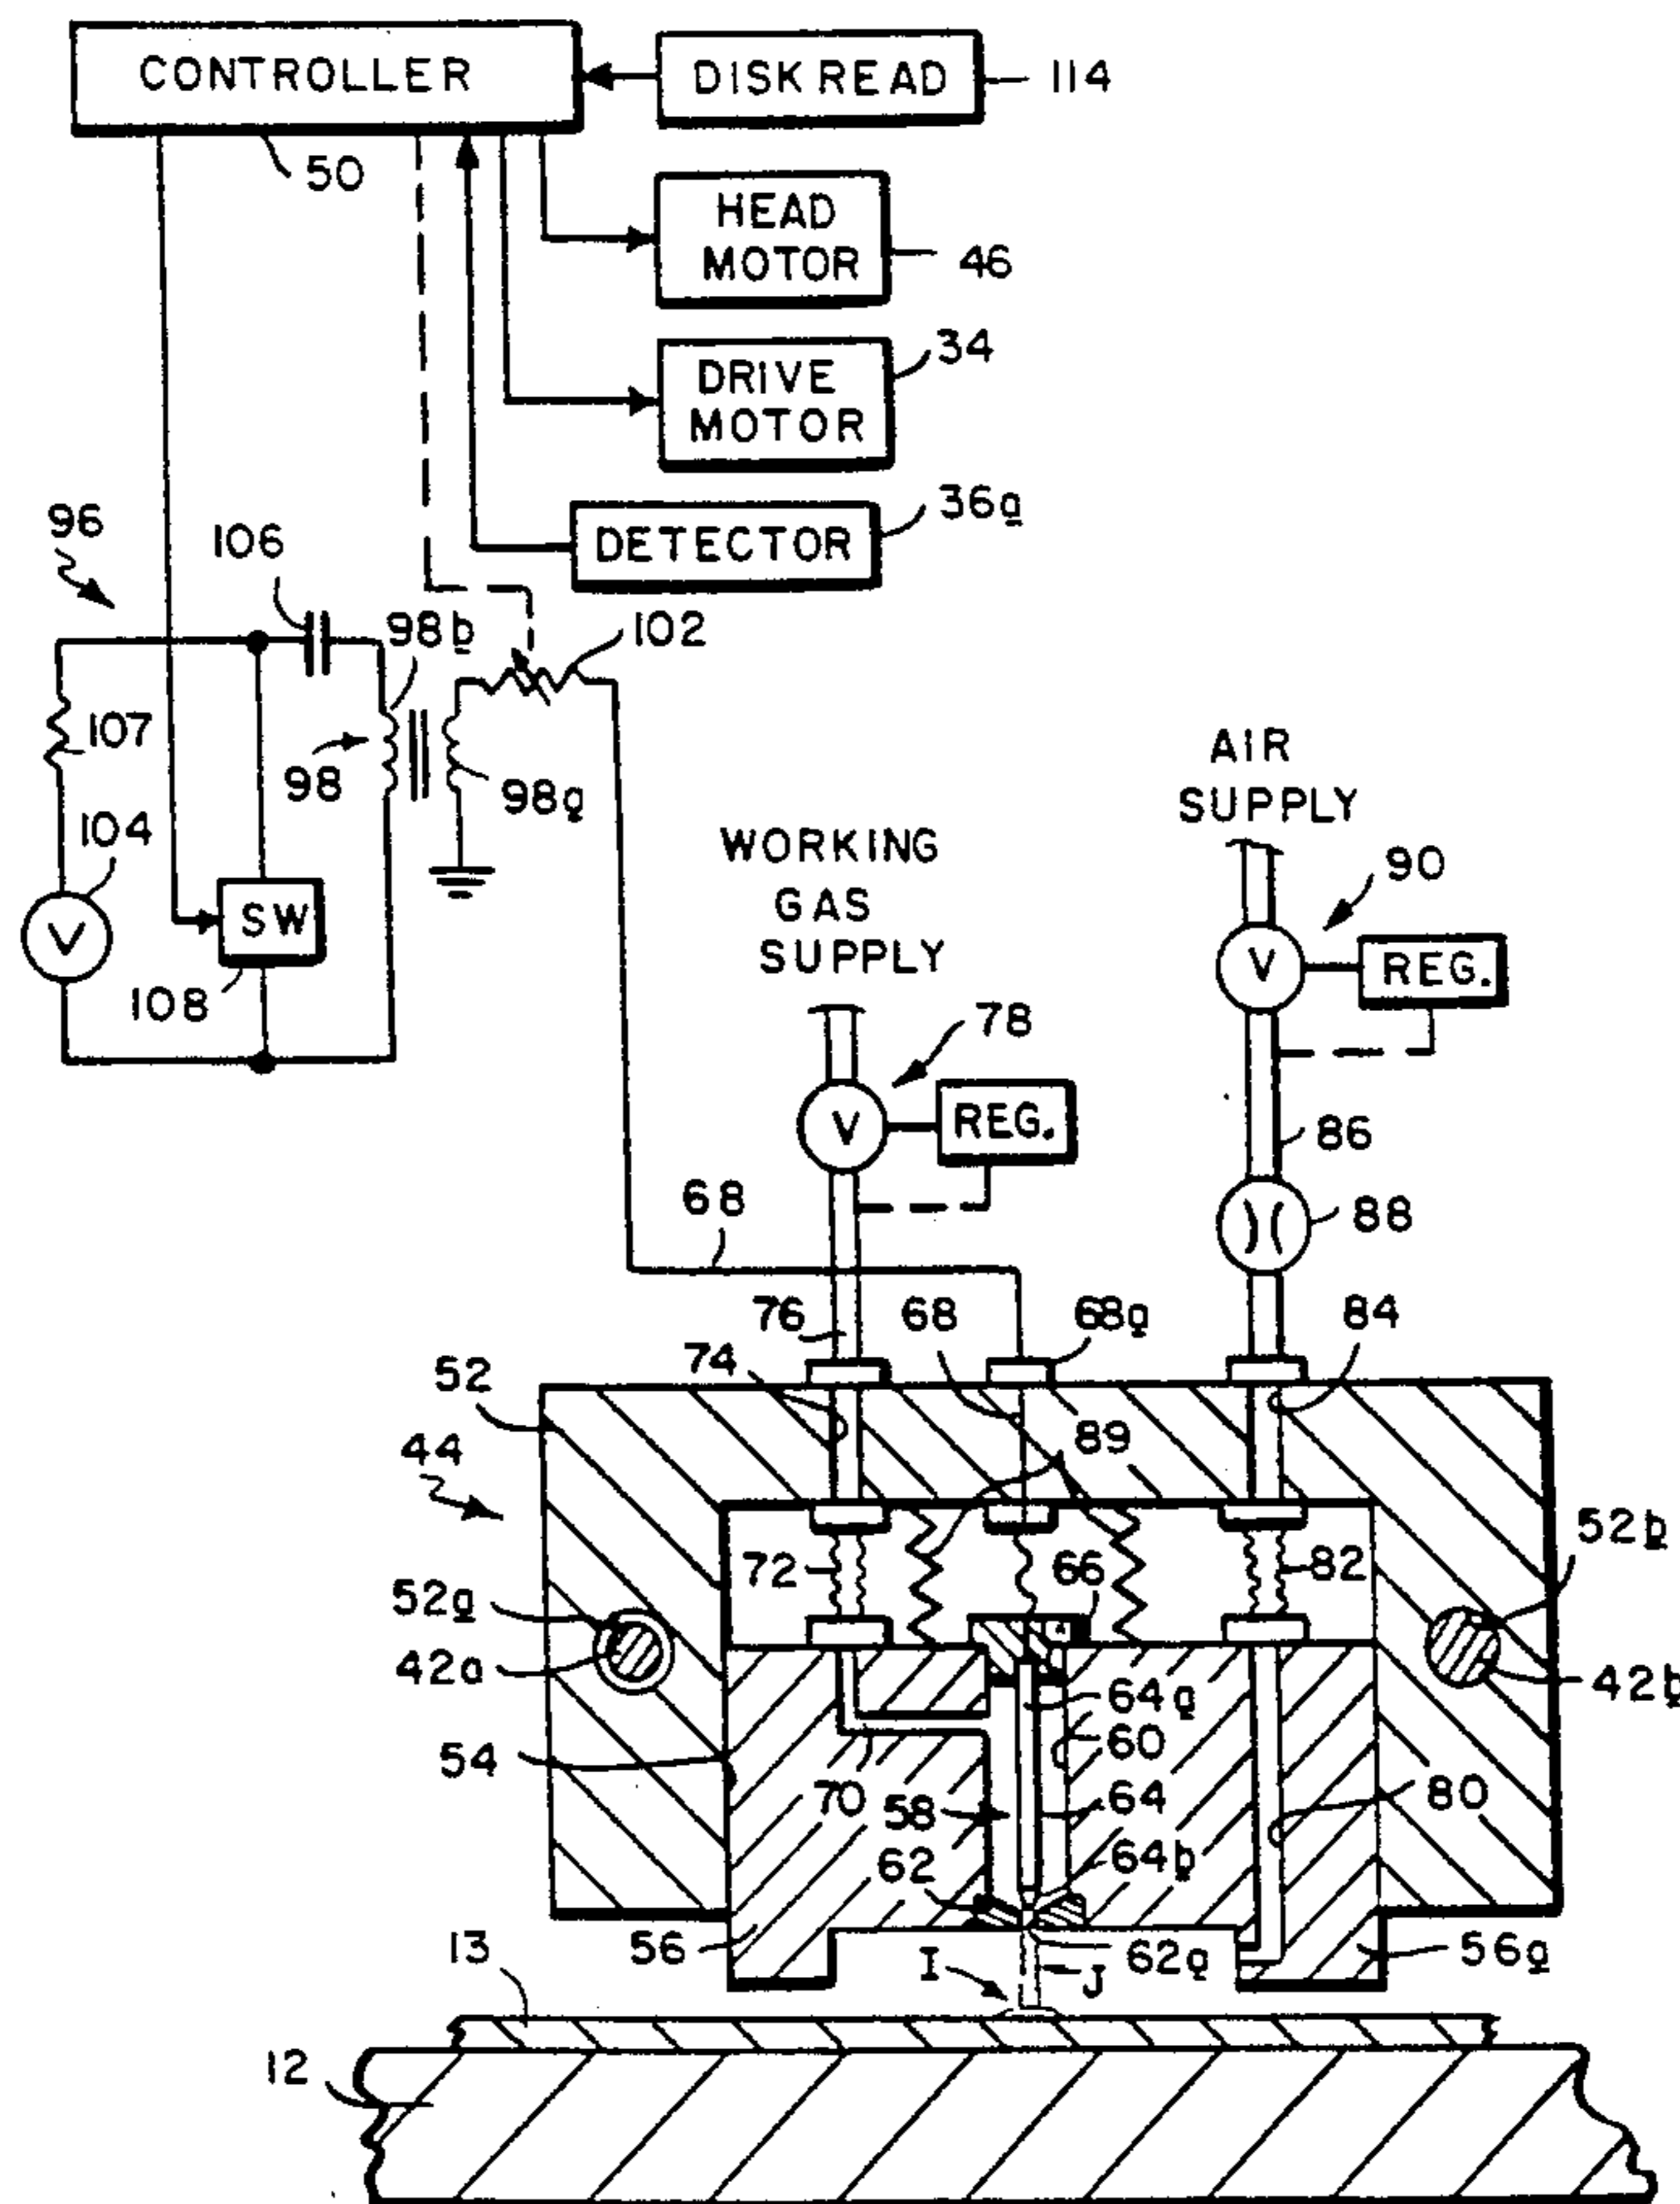 CONTROLLER
DISK READ
114
50
HEAD
MOTOR
46
DRIVE
MOTOR
34
DETECTOR
36a
96
106
98b
102
107
98
98a
104
V
SW
108
AIR
SUPPLY
WORKING
GAS
SUPPLY
90
V
REG.
78
V
REG.
86
68
88
76
68
68a
84
74
52
89
44
52b
72
66
82
52a
42a
42b
64a
60
54
70
58
64
80
62
64b
56
62a
56a
13
I
J
12